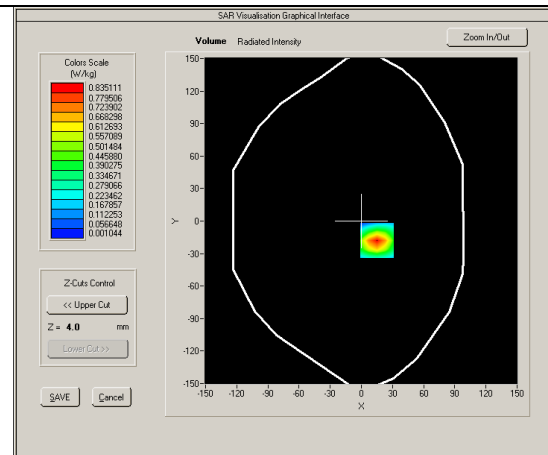 SAR Visualisation Graphical Interface
Volume Radiated Intensity
Zoom In/Out
Colors Scale
(W/kg)
0.835111
0.779506
0.723902
0.668298
0.612693
0.557089
0.501484
0.445880
0.390275
0.334671
0.279066
0.223462
0.167857
0.112253
0.056648
0.001044
Z-Cuts Control
<< Upper Cut
Z = 4.0 mm
Lower Cut >>
SAVE
Cancel
150
120
90
60
30
0
-30
-60
-90
-120
-150
Y
-150 -120 -90 -60 -30 0 30 60 90 120 150
X